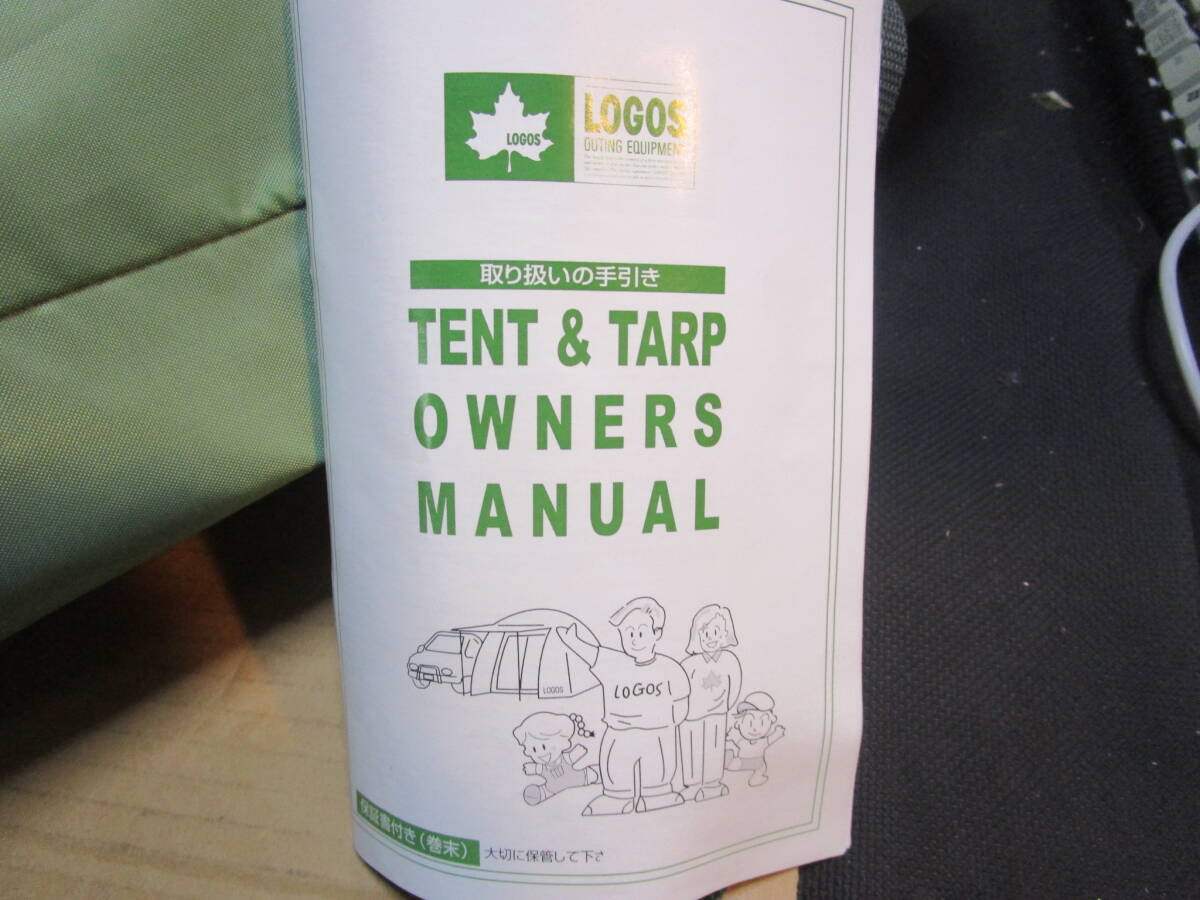 LOGOS
LOGOS
OUTING EQUIPMEN
取り扱いの手引き
TENT & TARP
OWNERS
MANUAL
LOGOS
LOGOS
保証書付き(巻末)
大切に保管して下さ